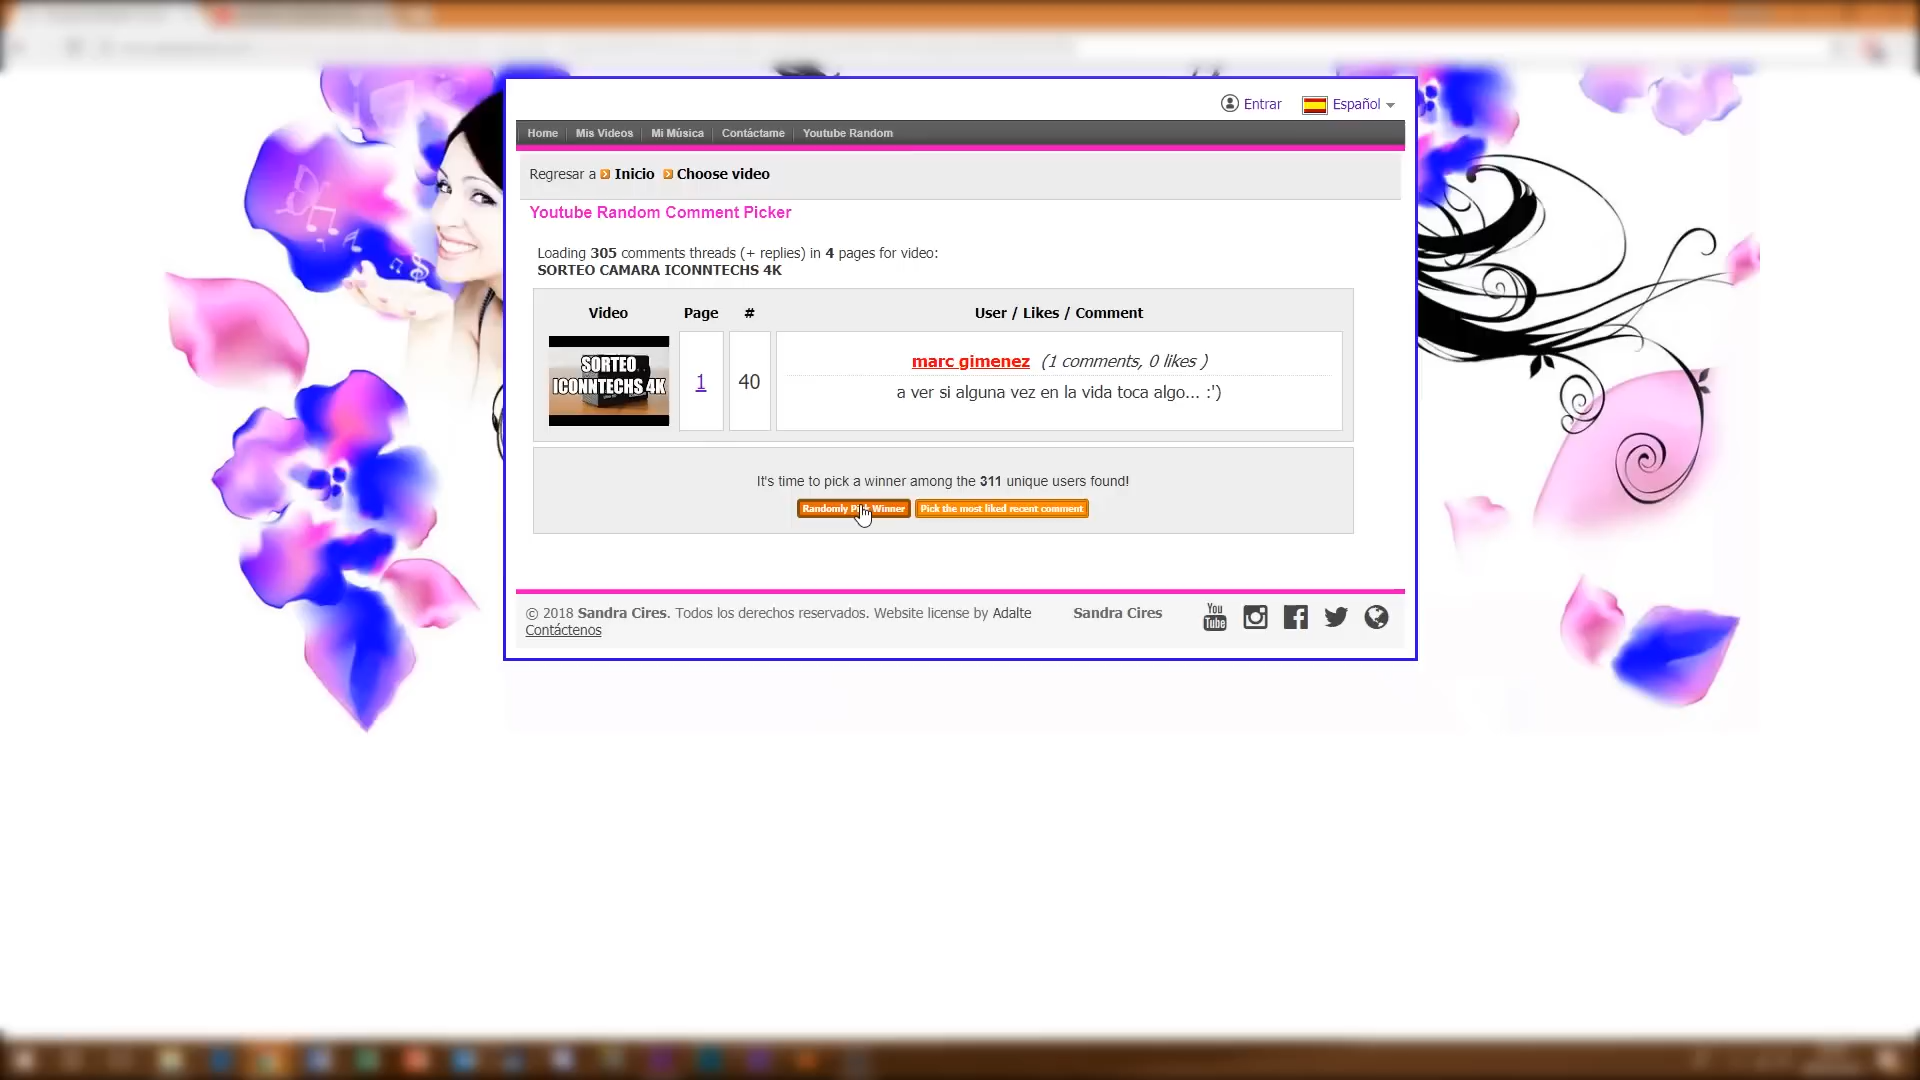 Entrar Español
Home Mis Videos Mi Música Contáctame Youtube Random
Regresar a Inicio Choose video
Youtube Random Comment Picker
Loading 305 comments threads (+ replies) in 4 pages for video:
SORTEO CAMARA ICONNTECHS 4K
Video Page # User / Likes / Comment
SORTEO
ICONNTECHS 4K
1 40
marc gimenez (1 comments, 0 likes )
a ver si alguna vez en la vida toca algo... :')
It's time to pick a winner among the 311 unique users found!
Randomly Pick Winner Pick the most liked recent comment
© 2018 Sandra Cires. Todos los derechos reservados. Website license by Adalte Sandra Cires You Tube
Contáctenos